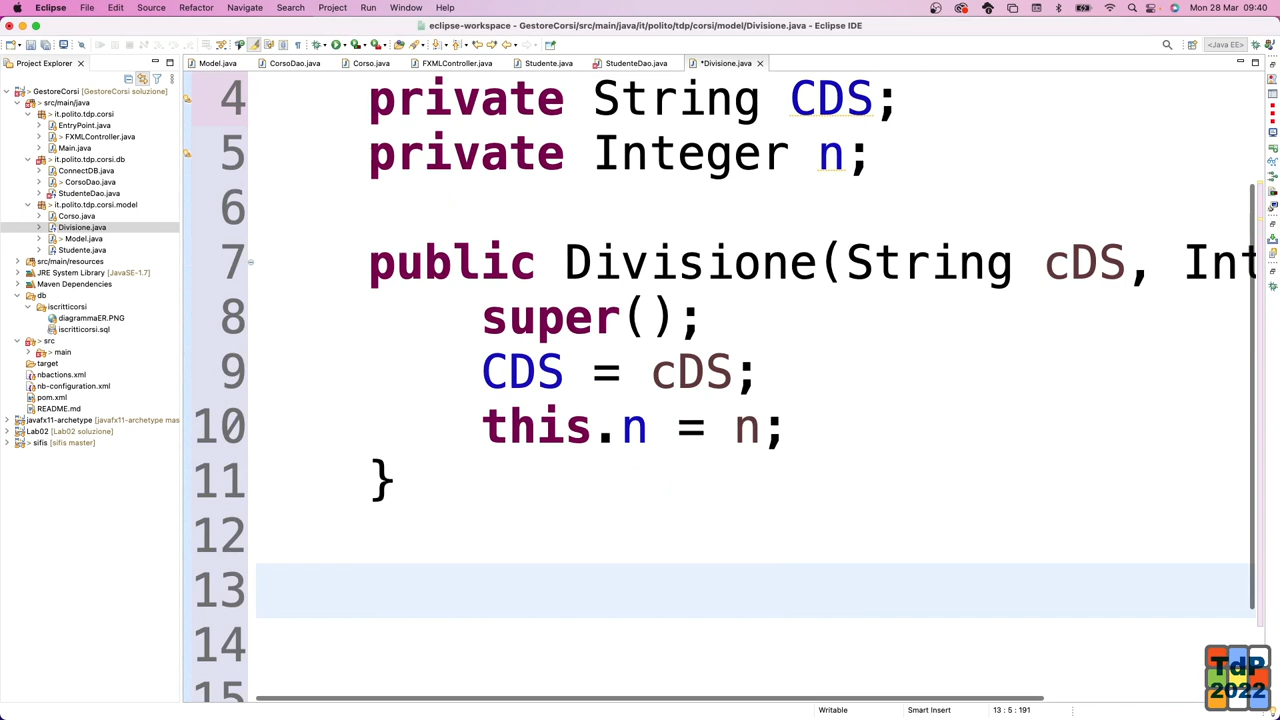 Eclipse File Edit Source Refactor Navigate Search Project Run Window Help Mon 28 Mar 09:40
eclipse-workspace - GestoreCorsi/src/main/java/it/polito/tdp/corsi/model/Divisione.java - Eclipse IDE
<Java EE>
Project Explorer
Model.java CorsoDao.java Corso.java FXMLController.java Studente.java StudenteDao.java *Divisione.java
GestoreCorsi [GestoreCorsi soluzione]
src/main/java
it.polito.tdp.corsi
EntryPoint.java
> FXMLController.java
Main.java
it.polito.tdp.corsi.db
ConnectDB.java
> CorsoDao.java
StudenteDao.java
it.polito.tdp.corsi.model
Corso.java
Divisione.java
> Model.java
Studente.java
src/main/resources
JRE System Library [JavaSE-1.7]
Maven Dependencies
db
iscritticorsi
diagrammaER.PNG
iscritticorsi.sql
> src
> main
target
nbactions.xml
nb-configuration.xml
pom.xml
README.md
javafx11-archetype [javafx11-archetype mas
Lab02 [Lab02 soluzione]
> sifis [sifis master]
4 private String CDS;
5 private Integer n;
6
7 public Divisione(String cDS, Int
8 super();
9 CDS = cDS;
10 this.n = n;
11 }
12
13
14
15
TdP
2022
Writable Smart Insert 13 : 5 : 191